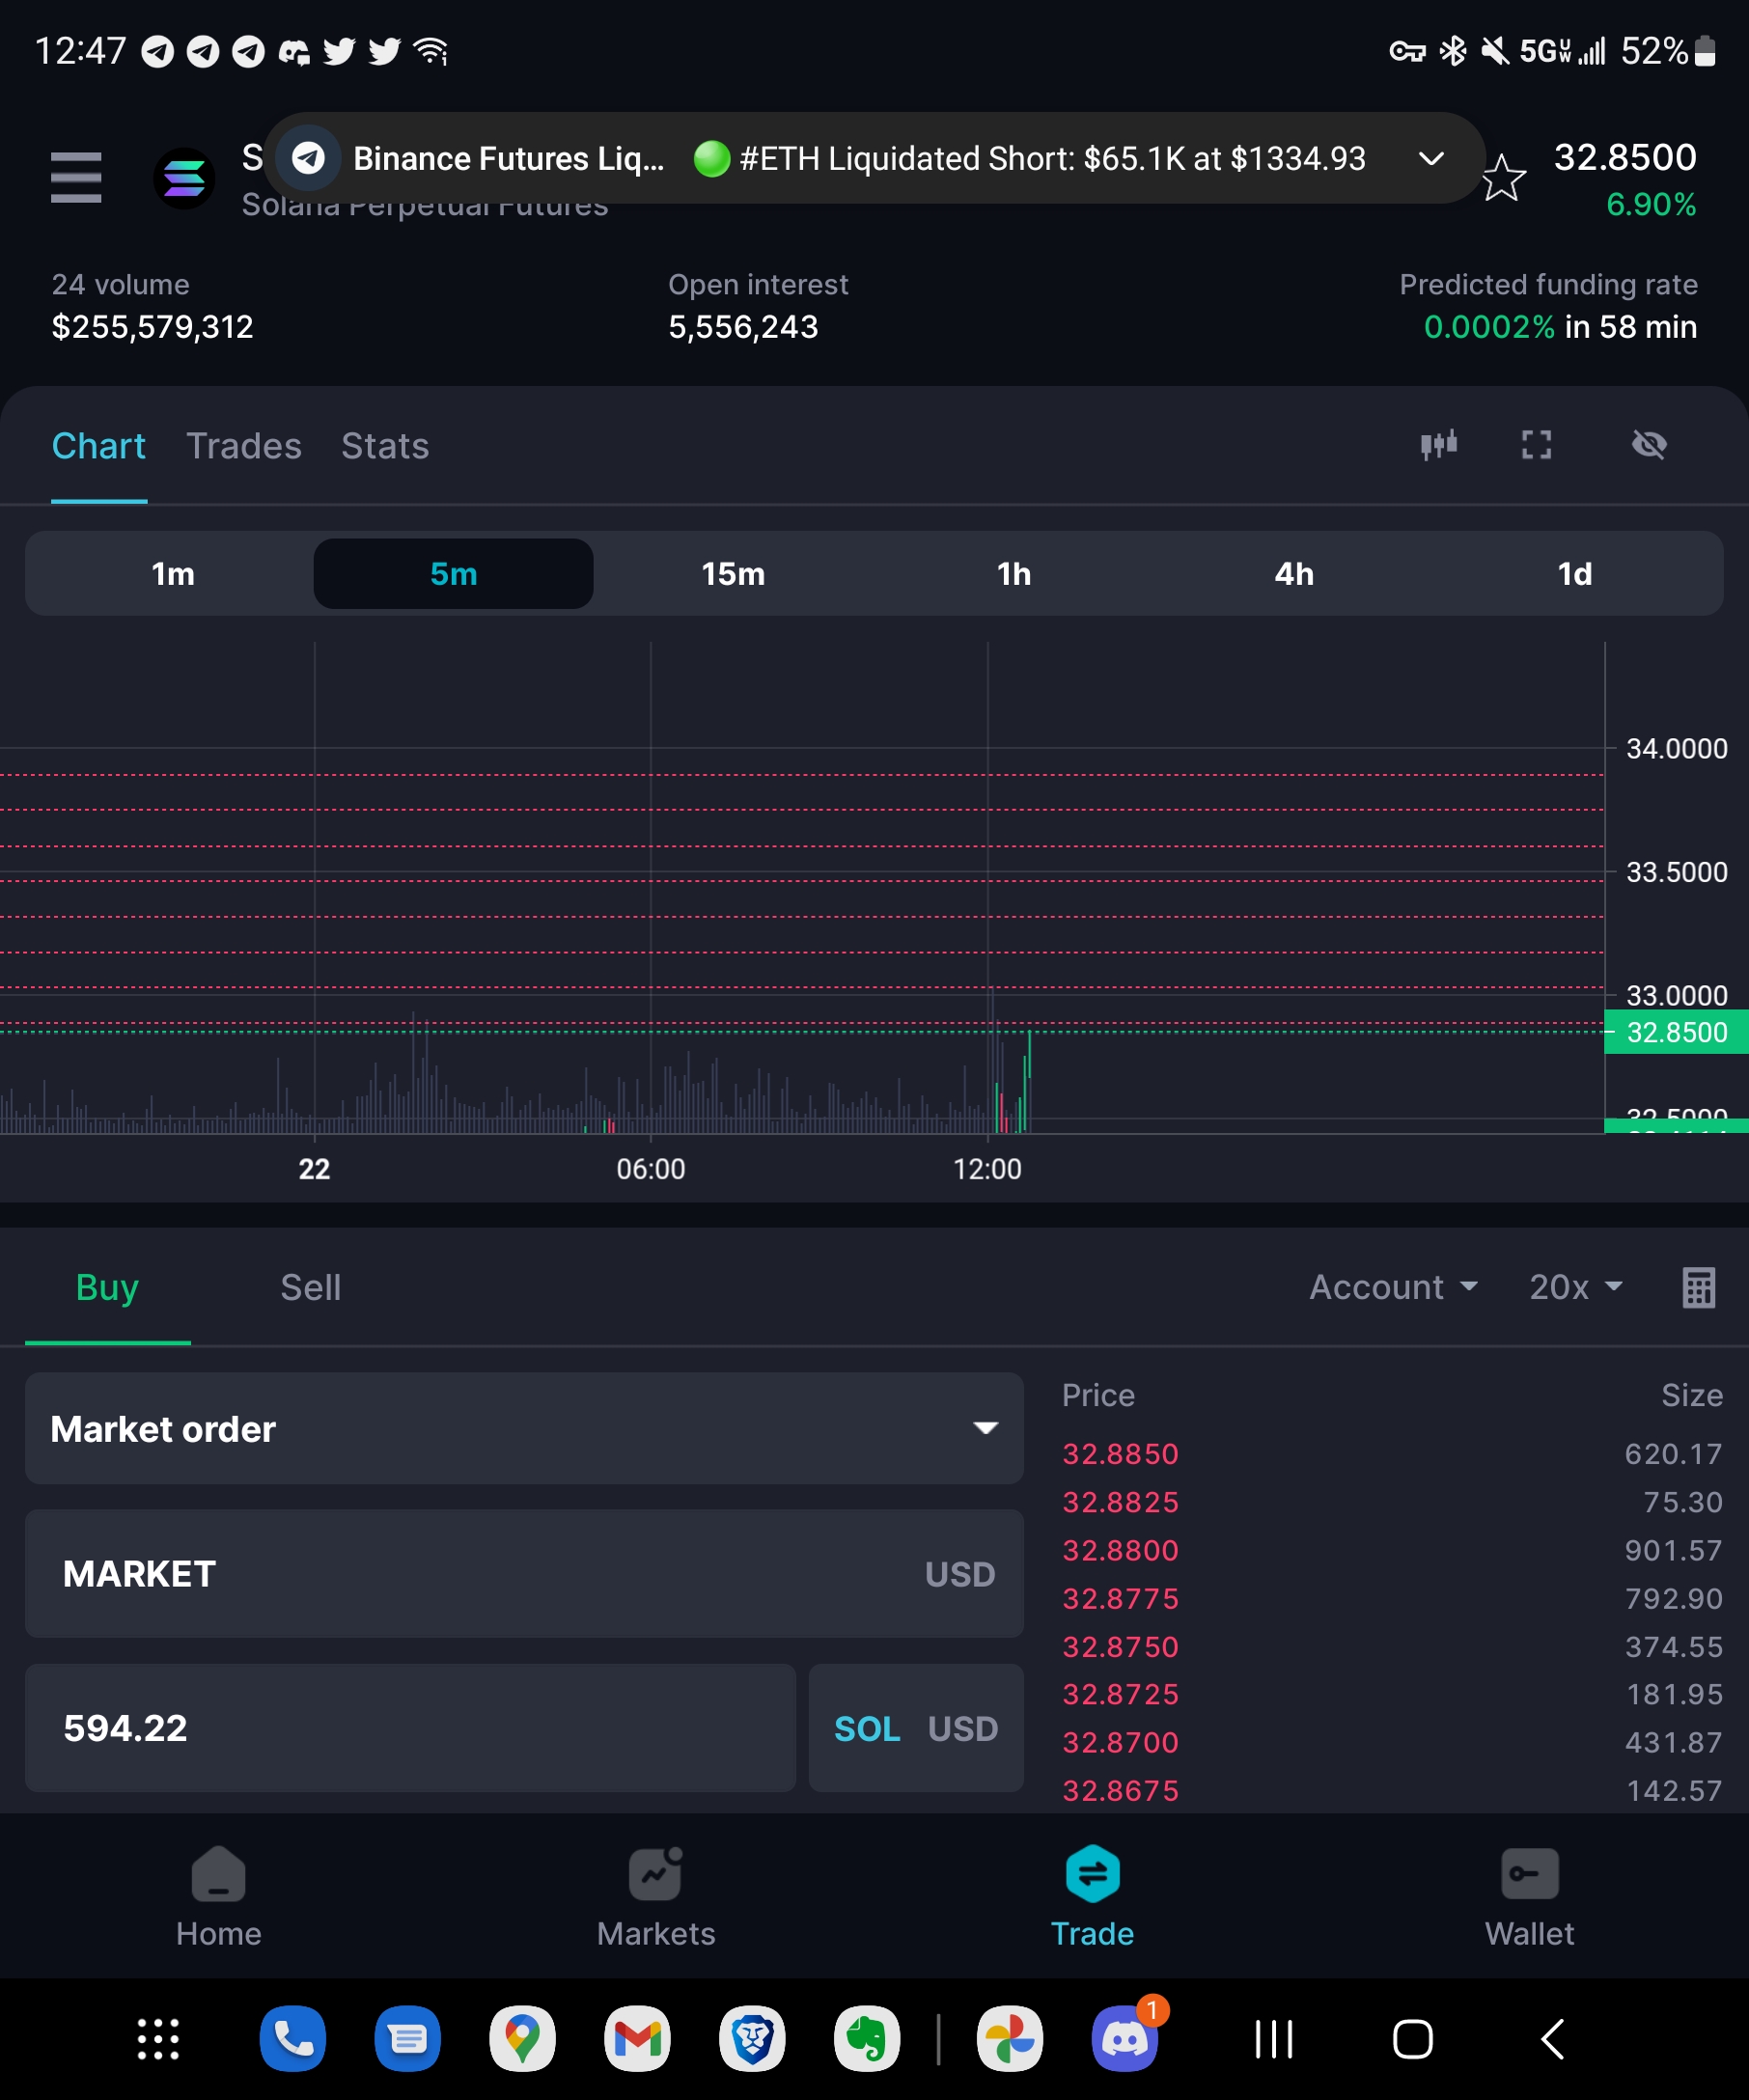 12:47 5G UW 52%
S Binance Futures Liq... #ETH Liquidated Short: $65.1K at $1334.93 32.8500
Solana Perpetual Futures 6.90%
24 volume Open interest Predicted funding rate
$255,579,312 5,556,243 0.0002% in 58 min
Chart Trades Stats
1m 5m 15m 1h 4h 1d
34.0000
33.5000
33.0000
32.8500
32.5000
22 06:00 12:00
Buy Sell Account 20x
Market order
MARKET USD
594.22 SOL USD
Price Size
32.8850 620.17
32.8825 75.30
32.8800 901.57
32.8775 792.90
32.8750 374.55
32.8725 181.95
32.8700 431.87
32.8675 142.57
Home Markets Trade Wallet
1